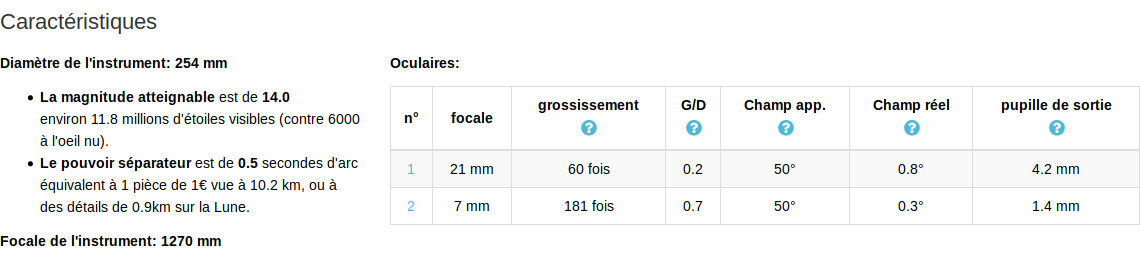 Caractéristiques
Diamètre de l'instrument: 254 mm
La magnitude atteignable est de 14.0
environ 11.8 millions d'étoiles visibles (contre 6000
à l'oeil nu).
Le pouvoir séparateur est de 0.5 secondes d'arc
équivalent à 1 pièce de 1€ vue à 10.2 km, ou à
des détails de 0.9km sur la Lune.
Focale de l'instrument: 1270 mm
Oculaires:
n° focale grossissement ? G/D ? Champ app. ? Champ réel ? pupille de sortie ?
1 21 mm 60 fois 0.2 50° 0.8° 4.2 mm
2 7 mm 181 fois 0.7 50° 0.3° 1.4 mm